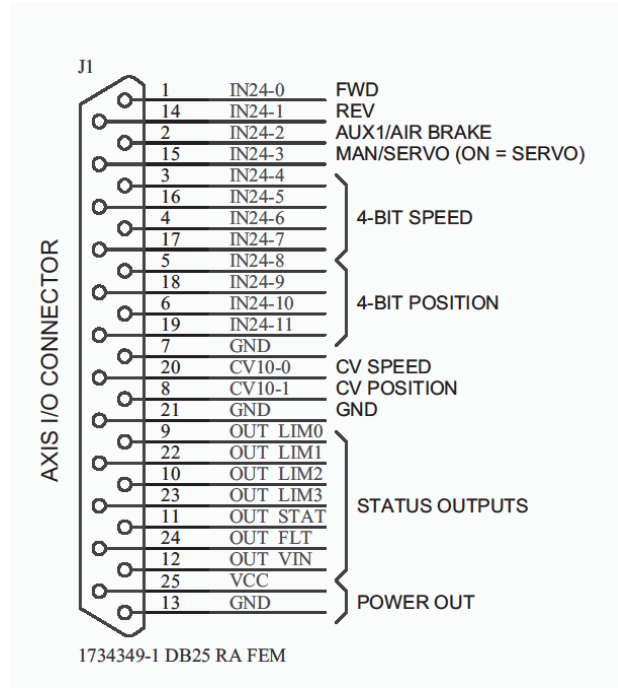 J1
1 IN24-0 FWD
14 IN24-1 REV
2 IN24-2 AUX1/AIR BRAKE
15 IN24-3 MAN/SERVO (ON = SERVO)
3 IN24-4
16 IN24-5
4 IN24-6
17 IN24-7
4-BIT SPEED
5 IN24-8
18 IN24-9
6 IN24-10
19 IN24-11
4-BIT POSITION
7 GND
20 CV10-0 CV SPEED
8 CV10-1 CV POSITION
21 GND GND
9 OUT LIM0
22 OUT LIM1
10 OUT LIM2
23 OUT LIM3
11 OUT STAT
24 OUT FLT
12 OUT VIN
STATUS OUTPUTS
25 VCC
13 GND
POWER OUT
AXIS I/O CONNECTOR
1734349-1 DB25 RA FEM